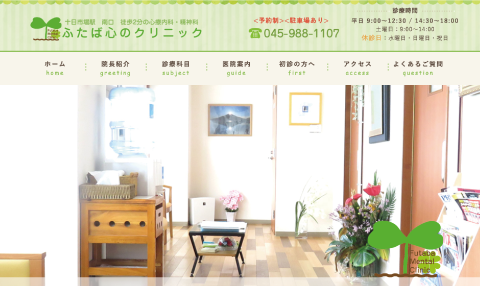 十日市場駅 南口 徒歩2分の心療内科・精神科
ふたば心のクリニック
<予約制><駐車場あり>
☎045-988-1107
診療時間
平日 9:00～12:30 / 14:30～18:00
土曜日：9:00～14:00
休診日：水曜日・日曜日・祝日
ホーム
home
院長紹介
greeting
診療科目
subject
医院案内
guide
初診の方へ
first
アクセス
access
よくあるご質問
question
Futaba
Mental
Clinic